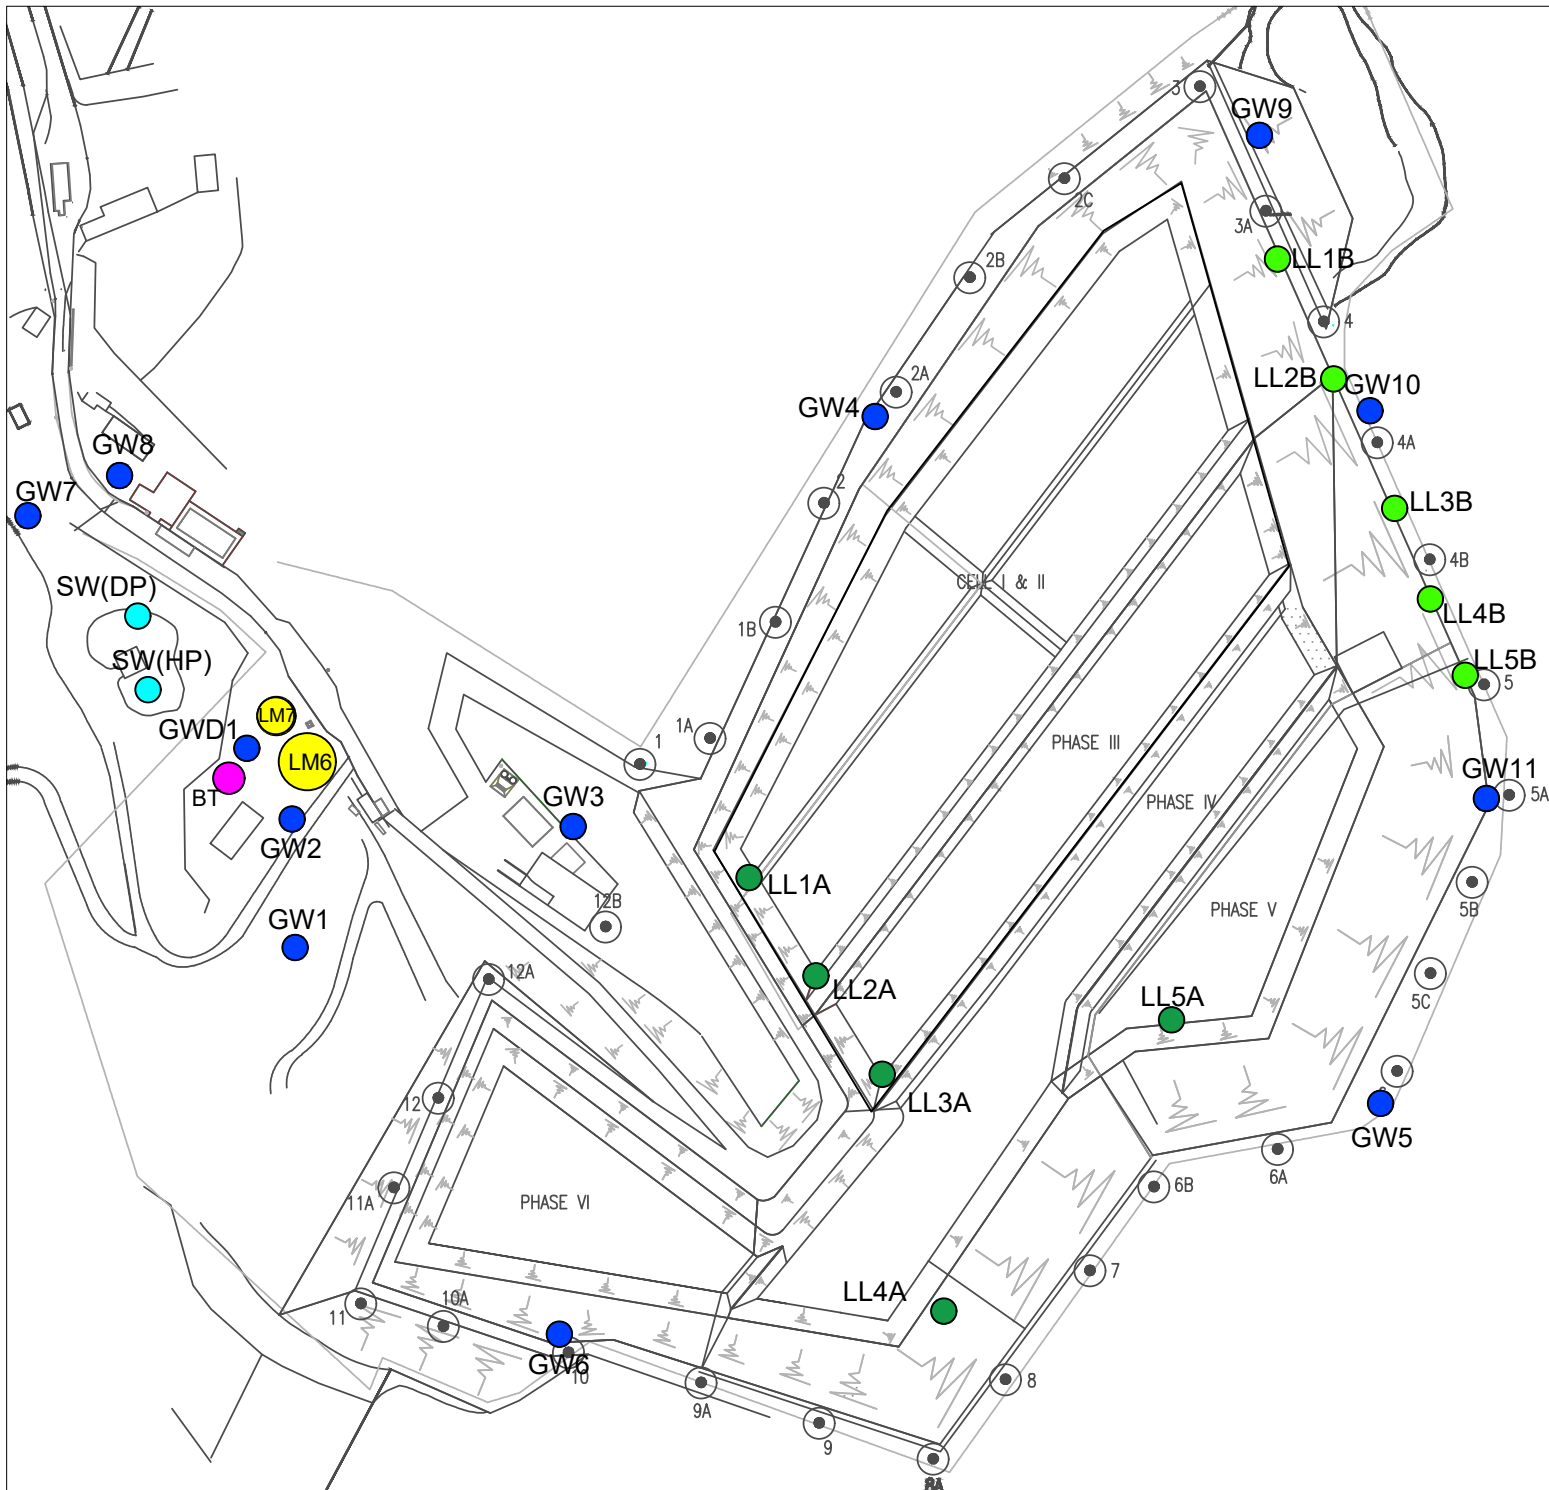 3
GW9
2C
3A
2B
LL1B
4
2A
LL2B
GW10
GW4
4A
GW8
GW7
2
LL3B
4B
CELL I & II
SW(DP)
LL4B
1B
SW(HP)
LL5B
5
LM7
1A
GWD1
1
PHASE III
LM6
BT
GW11
5A
PHASE IV
GW3
GW2
LL1A
5B
12B
PHASE V
GW1
12A
LL2A
5C
LL5A
12
LL3A
GW5
6A
11A
6B
PHASE VI
7
LL4A
11
10A
GW6
10
8
9A
9